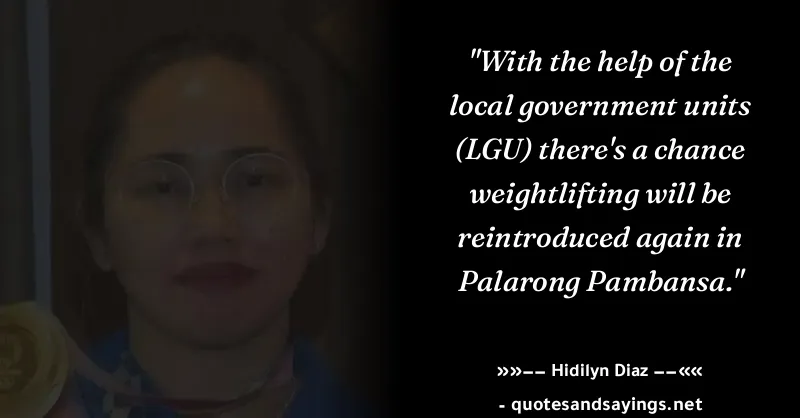 "With the help of the
local government units
(LGU) there's a chance
weightlifting will be
reintroduced again in
Palarong Pambansa."
»»−− Hidilyn Diaz −−««
- quotesandsayings.net